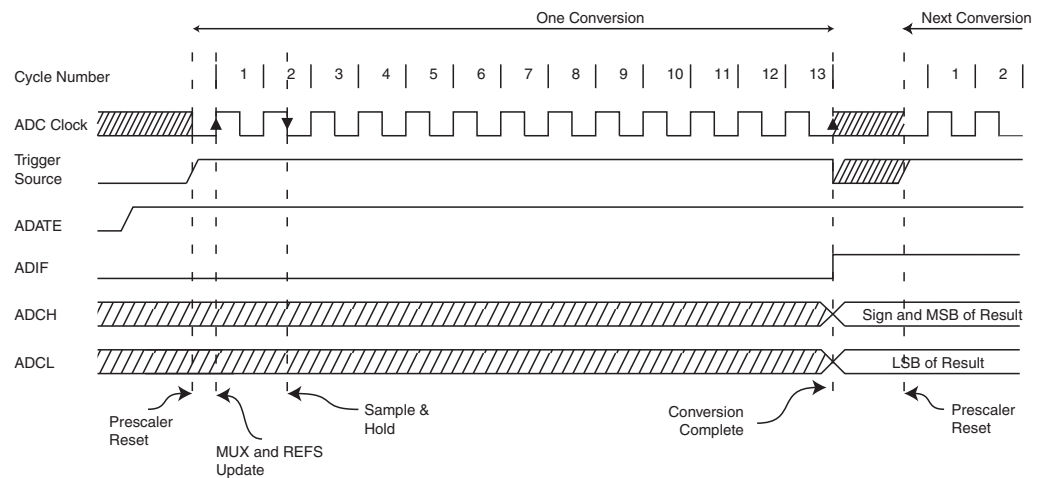 One Conversion
Next Conversion
Cycle Number
1 2 3 4 5 6 7 8 9 10 11 12 13 1 2
ADC Clock
Trigger
Source
ADATE
ADIF
ADCH
Sign and MSB of Result
ADCL
LSB of Result
Prescaler
Reset
MUX and REFS
Update
Sample &
Hold
Conversion
Complete
Prescaler
Reset